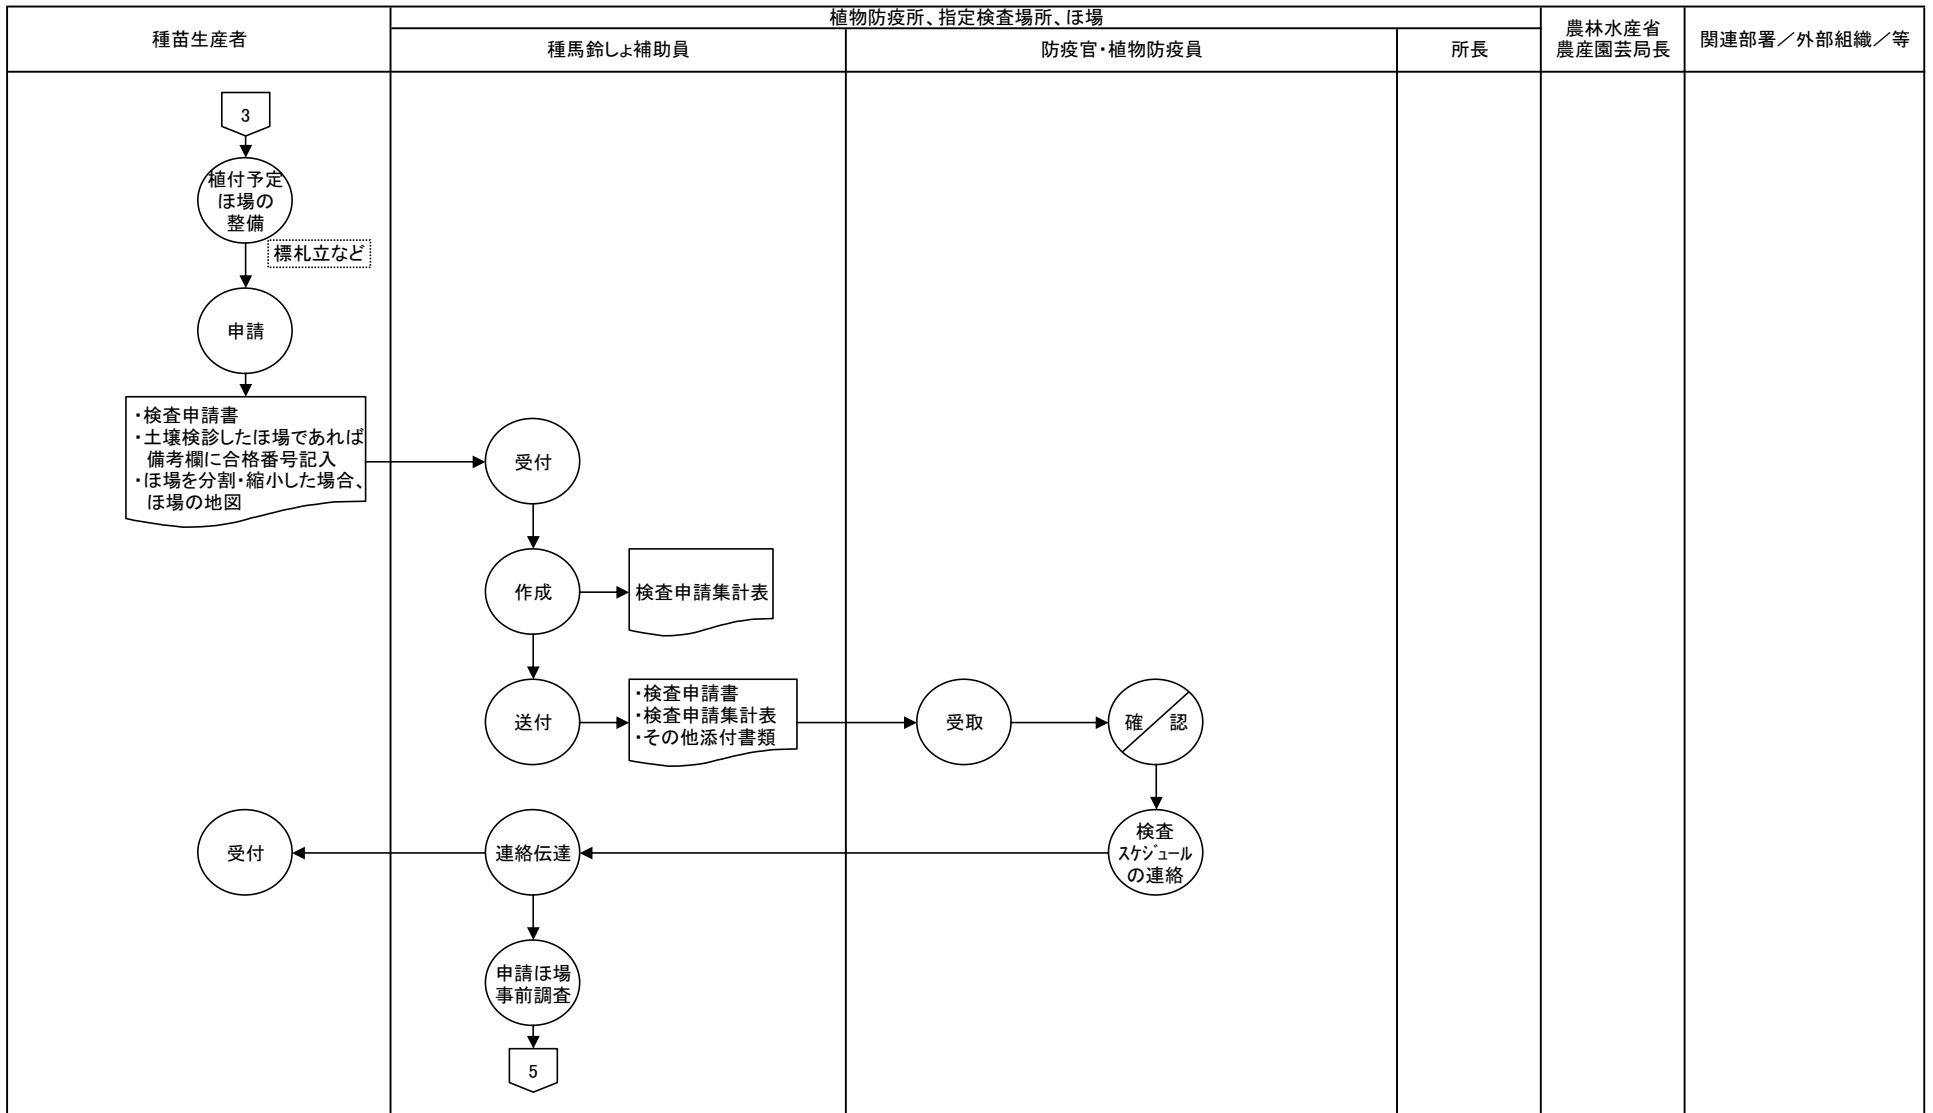 種苗生産者
植物防疫所、指定検査場所、ほ場
種馬鈴しょ補助員
防疫官・植物防疫員
所長
農林水産省
農産園芸局長
関連部署／外部組織／等
3
植付予定
ほ場の
整備
標札立など
申請
・検査申請書
・土壌検診したほ場であれば
備考欄に合格番号記入
・ほ場を分割・縮小した場合、
ほ場の地図
受付
作成
検査申請集計表
送付
・検査申請書
・検査申請集計表
・その他添付書類
受取
確 認
受付
連絡伝達
検査
スケジュール
の連絡
申請ほ場
事前調査
5